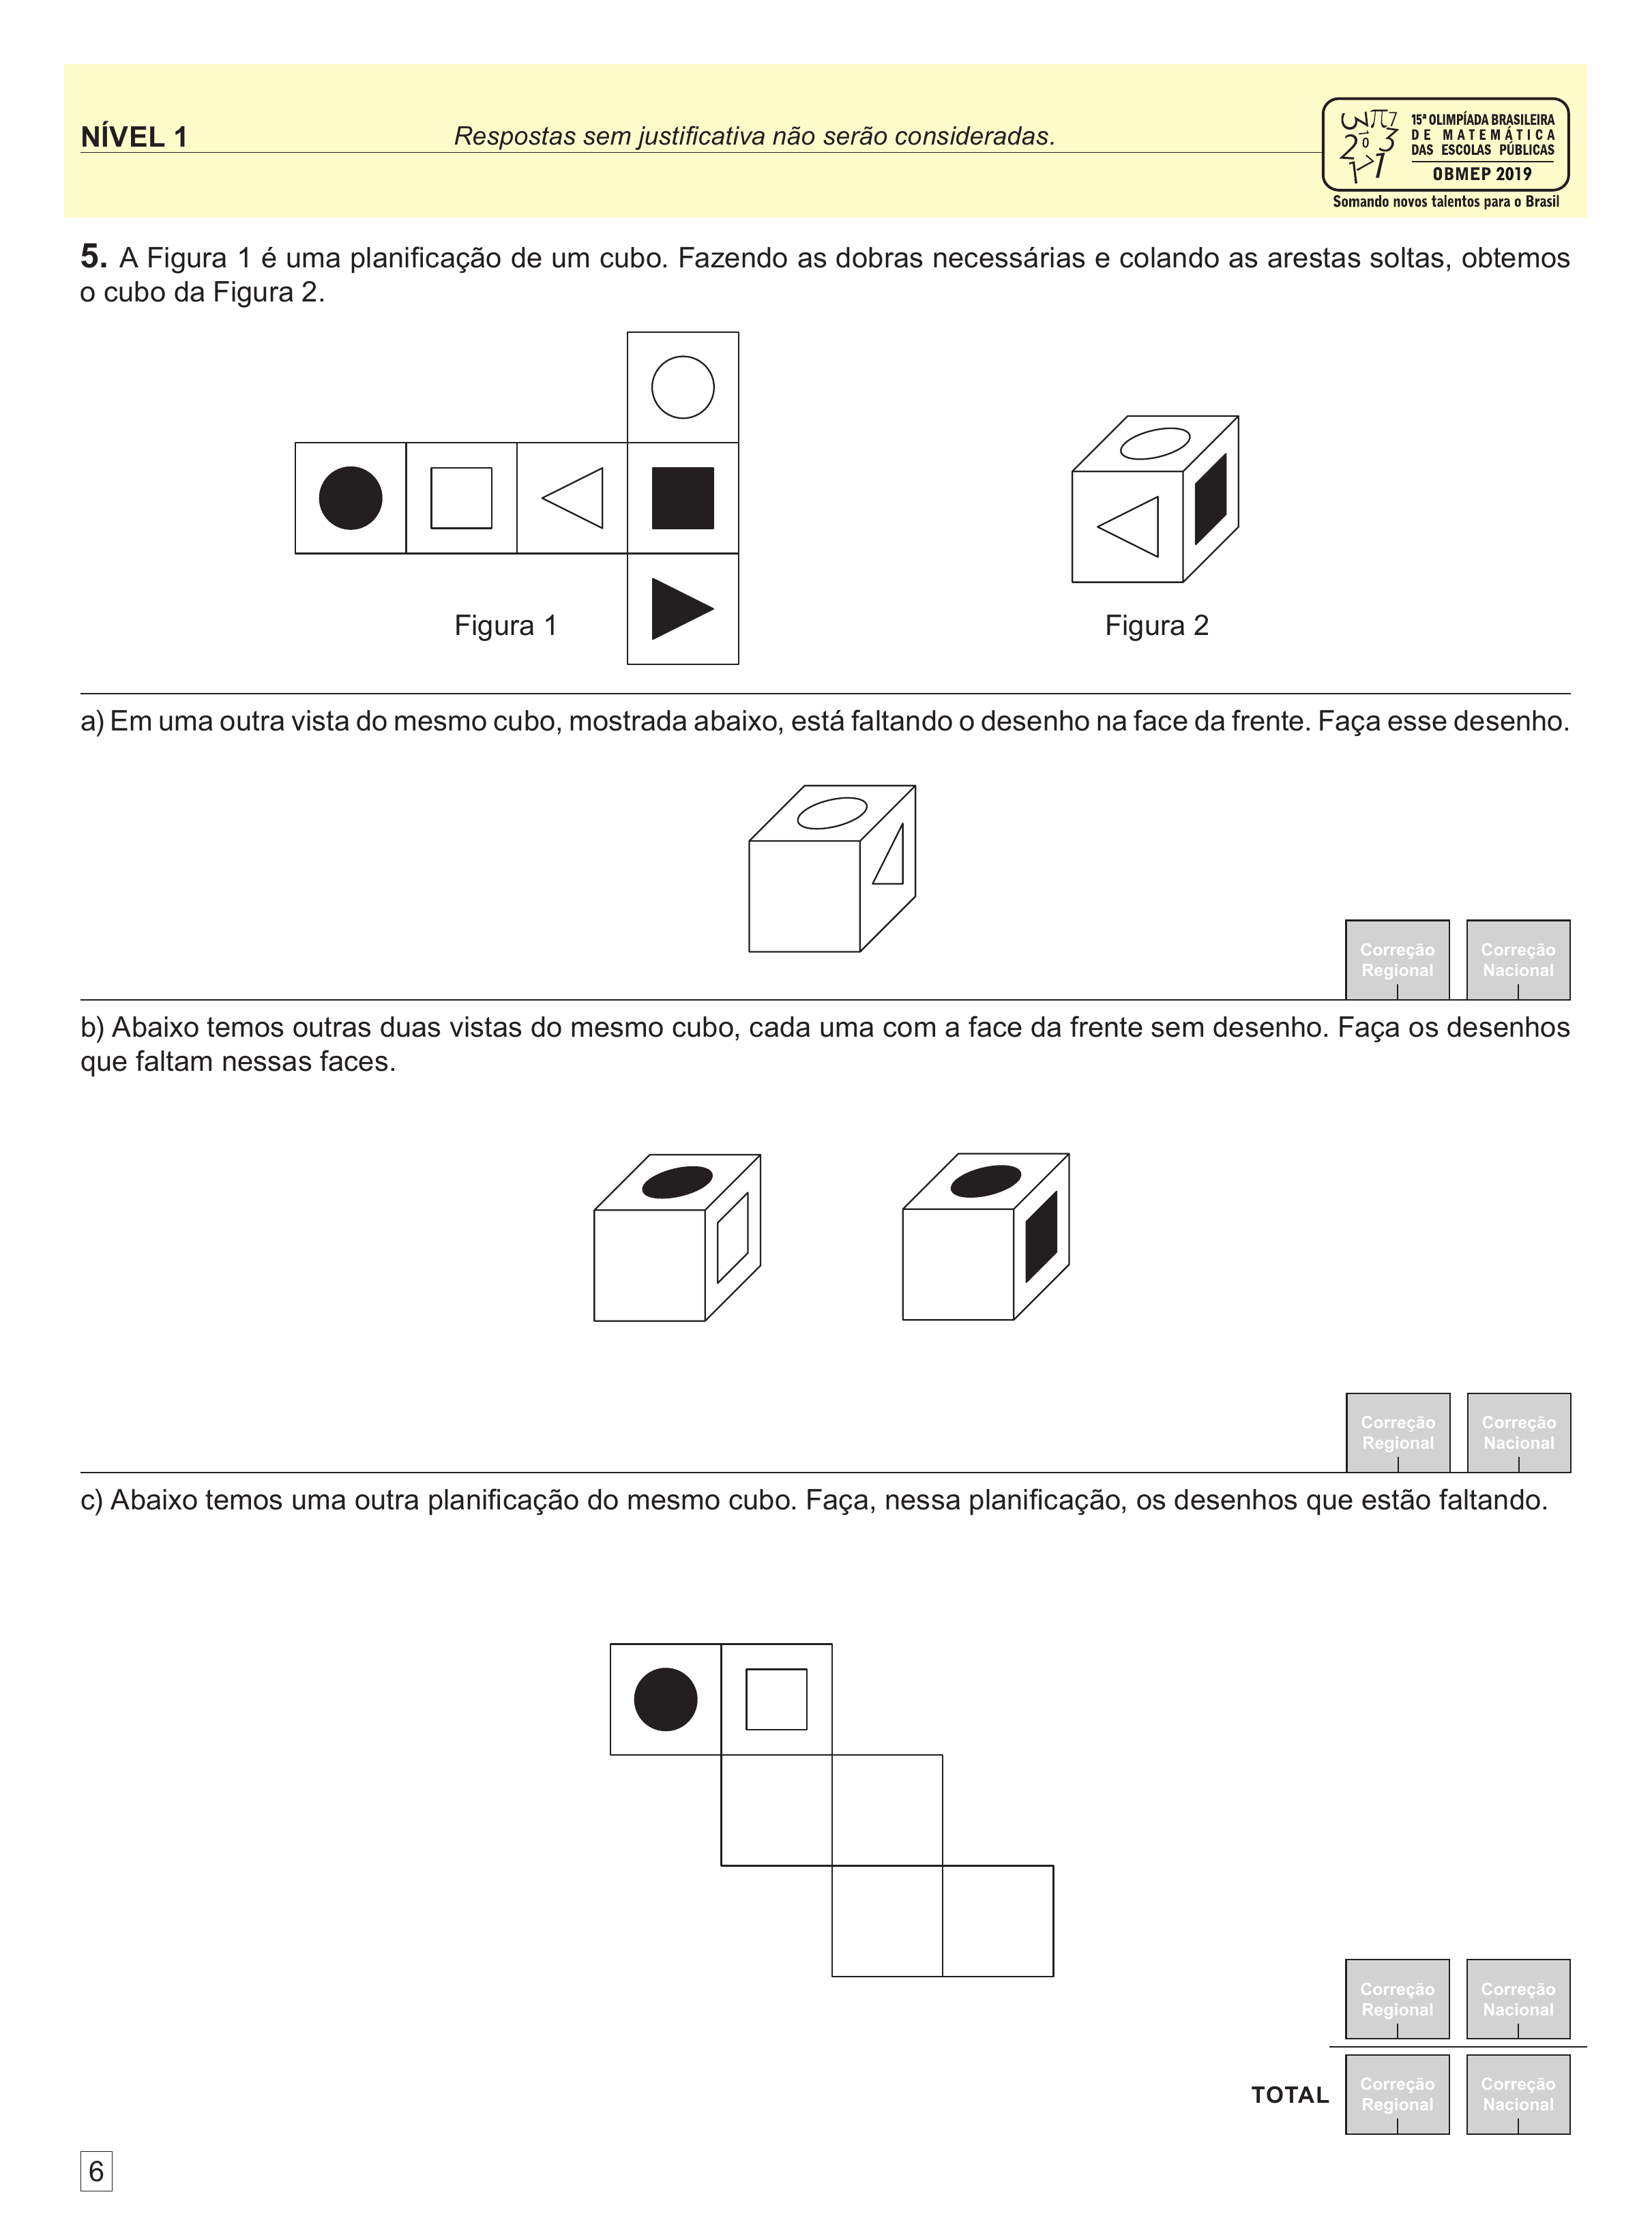 NÍVEL 1
Respostas sem justificativa não serão consideradas.
15ª OLIMPÍADA BRASILEIRA
DE MATEMÁTICA
DAS ESCOLAS PÚBLICAS
OBMEP 2019
Somando novos talentos para o Brasil
5. A Figura 1 é uma planificação de um cubo. Fazendo as dobras necessárias e colando as arestas soltas, obtemos
o cubo da Figura 2.
Figura 1
Figura 2
a) Em uma outra vista do mesmo cubo, mostrada abaixo, está faltando o desenho na face da frente. Faça esse desenho.
Correção
Regional
Correção
Nacional
b) Abaixo temos outras duas vistas do mesmo cubo, cada uma com a face da frente sem desenho. Faça os desenhos
que faltam nessas faces.
Correção
Regional
Correção
Nacional
c) Abaixo temos uma outra planificação do mesmo cubo. Faça, nessa planificação, os desenhos que estão faltando.
Correção
Regional
Correção
Nacional
TOTAL
Correção
Regional
Correção
Nacional
6